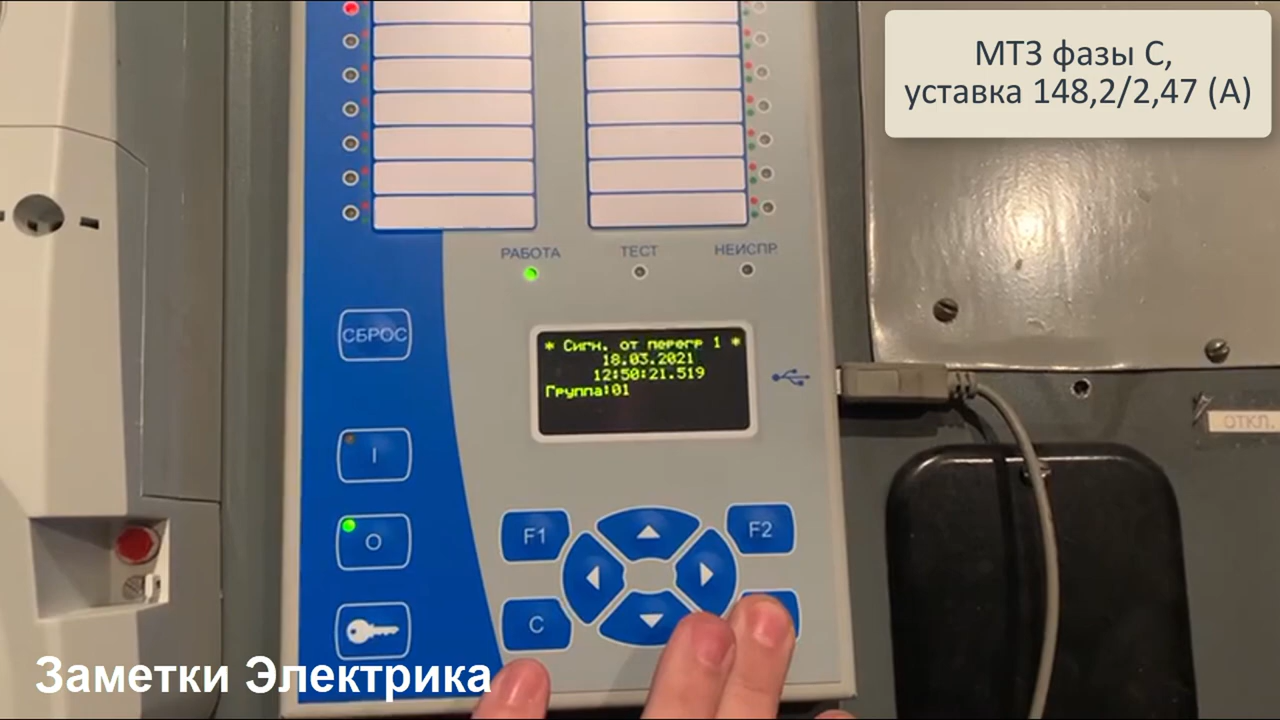 МТЗ фазы С,
уставка 148,2/2,47 (А)
РАБОТА
ТЕСТ
НЕИСПР.
СБРОС
* Сигн. от перегр 1 *
18.03.2021
12:50:21.519
Группа:01
ОТКЛ.
I
O
F1
F2
C
Заметки Электрика